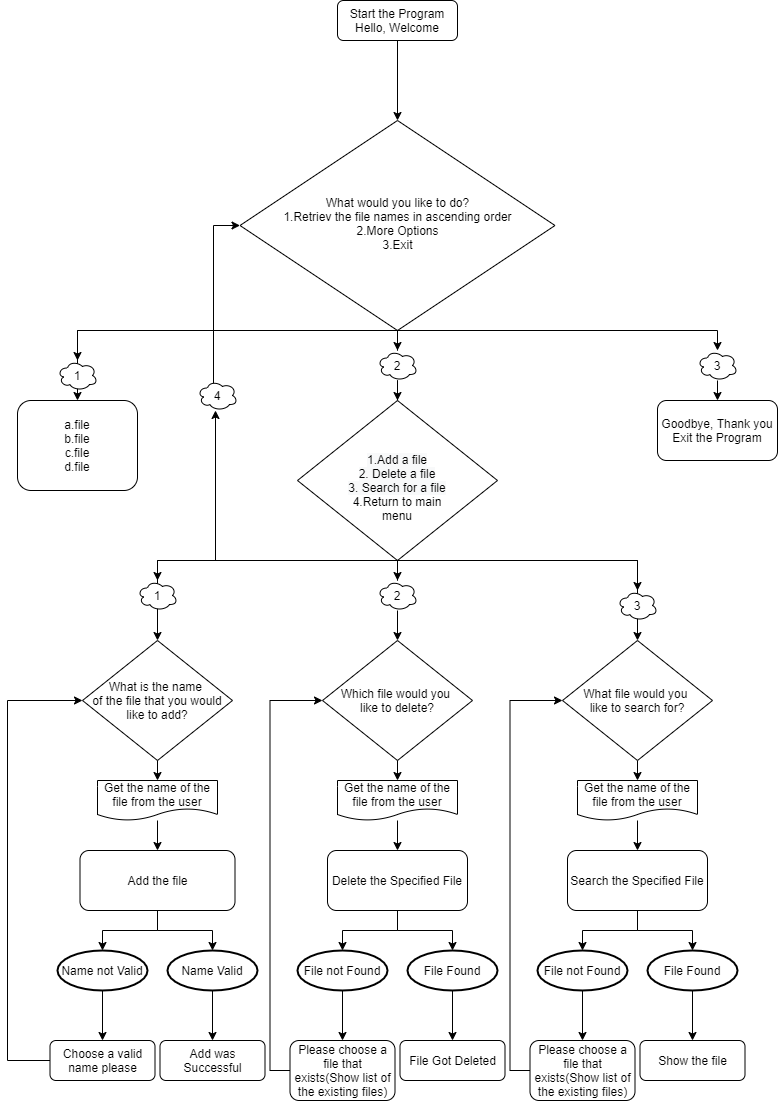 Start the Program
Hello, Welcome
What would you like to do?
1.Retriev the file names in ascending order
2.More Options
3.Exit
1
2
3
4
a.file
b.file
c.file
d.file
Goodbye, Thank you
Exit the Program
1.Add a file
2. Delete a file
3. Search for a file
4.Return to main
menu
1
2
3
What is the name
of the file that you would
like to add?
Which file would you
like to delete?
What file would you
like to search for?
Get the name of the
file from the user
Get the name of the
file from the user
Get the name of the
file from the user
Add the file
Delete the Specified File
Search the Specified File
Name not Valid
Name Valid
File not Found
File Found
File not Found
File Found
Choose a valid
name please
Add was
Successful
Please choose a
file that
exists(Show list of
the existing files)
File Got Deleted
Please choose a
file that
exists(Show list of
the existing files)
Show the file